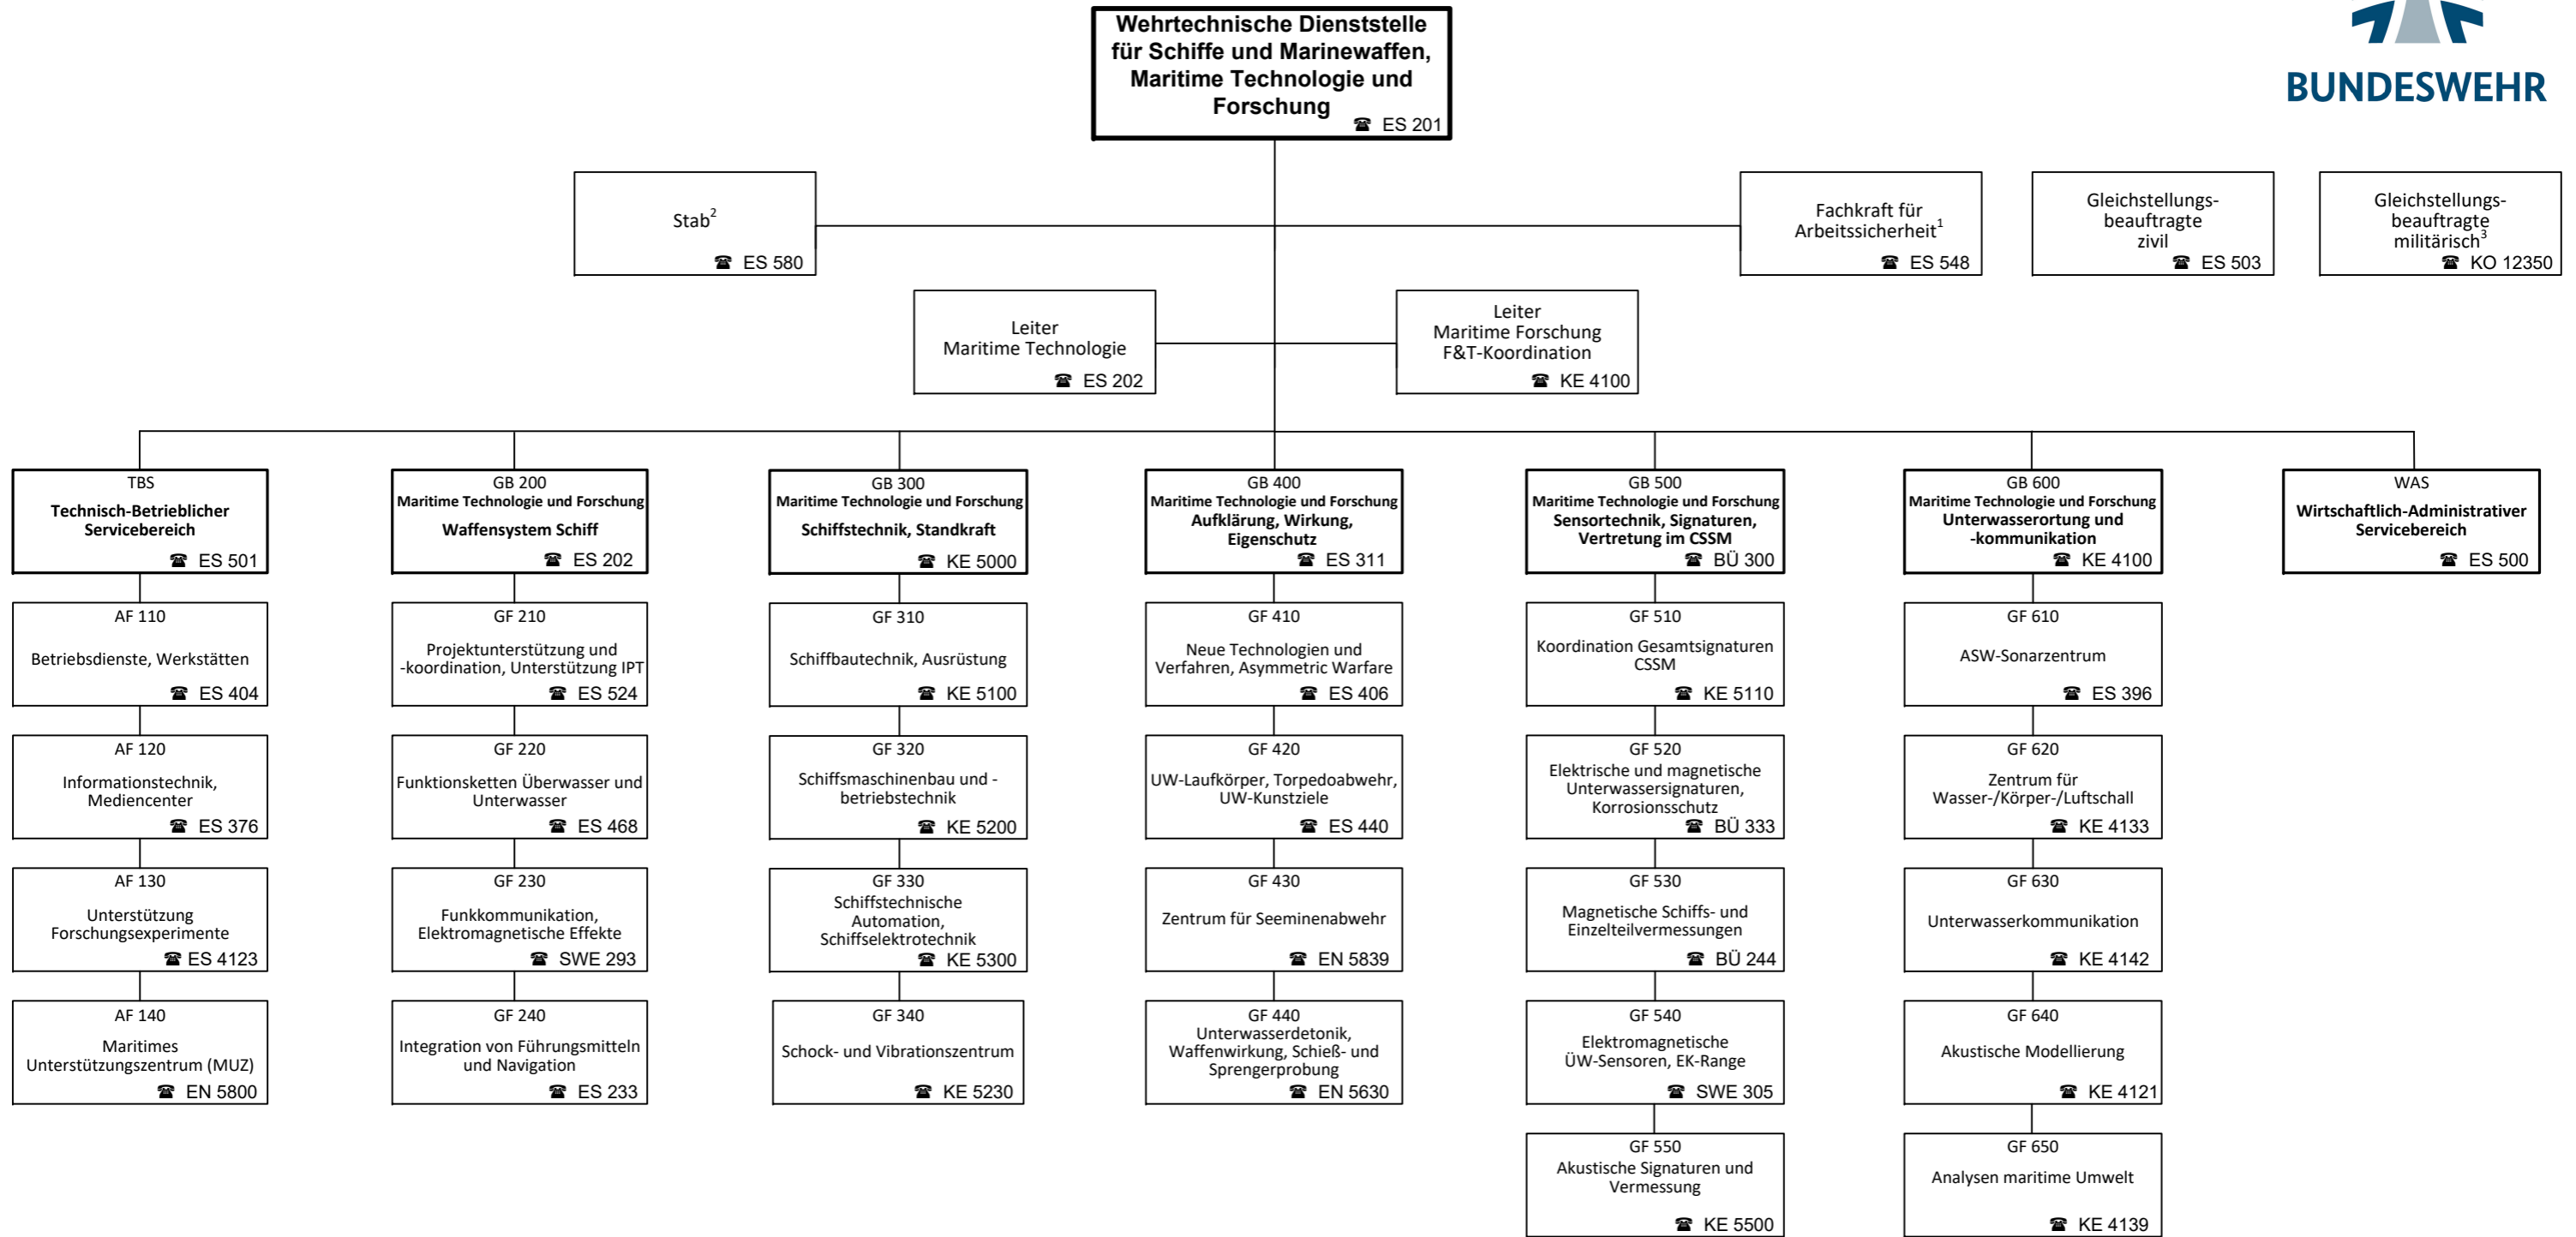 Wehrtechnische Dienststelle
für Schiffe und Marinewaffen,
Maritime Technologie und
Forschung
☎ ES 201
BUNDESWEHR
Stab²
☎ ES 580
Fachkraft für
Arbeitssicherheit¹
☎ ES 548
Gleichstellungs-
beauftragte
zivil
☎ ES 503
Gleichstellungs-
beauftragte
militärisch³
☎ KO 12350
Leiter
Maritime Technologie
☎ ES 202
Leiter
Maritime Forschung
F&T-Koordination
☎ KE 4100
TBS
Technisch-Betrieblicher
Servicebereich
☎ ES 501
GB 200
Maritime Technologie und Forschung
Waffensystem Schiff
☎ ES 202
GB 300
Maritime Technologie und Forschung
Schiffstechnik, Standkraft
☎ KE 5000
GB 400
Maritime Technologie und Forschung
Aufklärung, Wirkung,
Eigenschutz
☎ ES 311
GB 500
Maritime Technologie und Forschung
Sensortechnik, Signaturen,
Vertretung im CSSM
☎ BÜ 300
GB 600
Maritime Technologie und Forschung
Unterwasserortung und
-kommunikation
☎ KE 4100
WAS
Wirtschaftlich-Administrativer
Servicebereich
☎ ES 500
AF 110
Betriebsdienste, Werkstätten
☎ ES 404
GF 210
Projektunterstützung und
-koordination, Unterstützung IPT
☎ ES 524
GF 310
Schiffbautechnik, Ausrüstung
☎ KE 5100
GF 410
Neue Technologien und
Verfahren, Asymmetric Warfare
☎ ES 406
GF 510
Koordination Gesamtsignaturen
CSSM
☎ KE 5110
GF 610
ASW-Sonarzentrum
☎ ES 396
AF 120
Informationstechnik,
Mediencenter
☎ ES 376
GF 220
Funktionsketten Überwasser und
Unterwasser
☎ ES 468
GF 320
Schiffsmaschinenbau und -
betriebstechnik
☎ KE 5200
GF 420
UW-Laufkörper, Torpedoabwehr,
UW-Kunstziele
☎ ES 440
GF 520
Elektrische und magnetische
Unterwassersignaturen,
Korrosionsschutz
☎ BÜ 333
GF 620
Zentrum für
Wasser-/Körper-/Luftschall
☎ KE 4133
AF 130
Unterstützung
Forschungsexperimente
☎ ES 4123
GF 230
Funkkommunikation,
Elektromagnetische Effekte
☎ SWE 293
GF 330
Schiffstechnische
Automation,
Schiffselektrotechnik
☎ KE 5300
GF 430
Zentrum für Seeminenabwehr
☎ EN 5839
GF 530
Magnetische Schiffs- und
Einzelteilvermessungen
☎ BÜ 244
GF 630
Unterwasserkommunikation
☎ KE 4142
AF 140
Maritimes
Unterstützungszentrum (MUZ)
☎ EN 5800
GF 240
Integration von Führungsmitteln
und Navigation
☎ ES 233
GF 340
Schock- und Vibrationszentrum
☎ KE 5230
GF 440
Unterwasserdetonik,
Waffenwirkung, Schieß- und
Sprengerprobung
☎ EN 5630
GF 540
Elektromagnetische
ÜW-Sensoren, EK-Range
☎ SWE 305
GF 640
Akustische Modellierung
☎ KE 4121
GF 550
Akustische Signaturen und
Vermessung
☎ KE 5500
GF 650
Analysen maritime Umwelt
☎ KE 4139